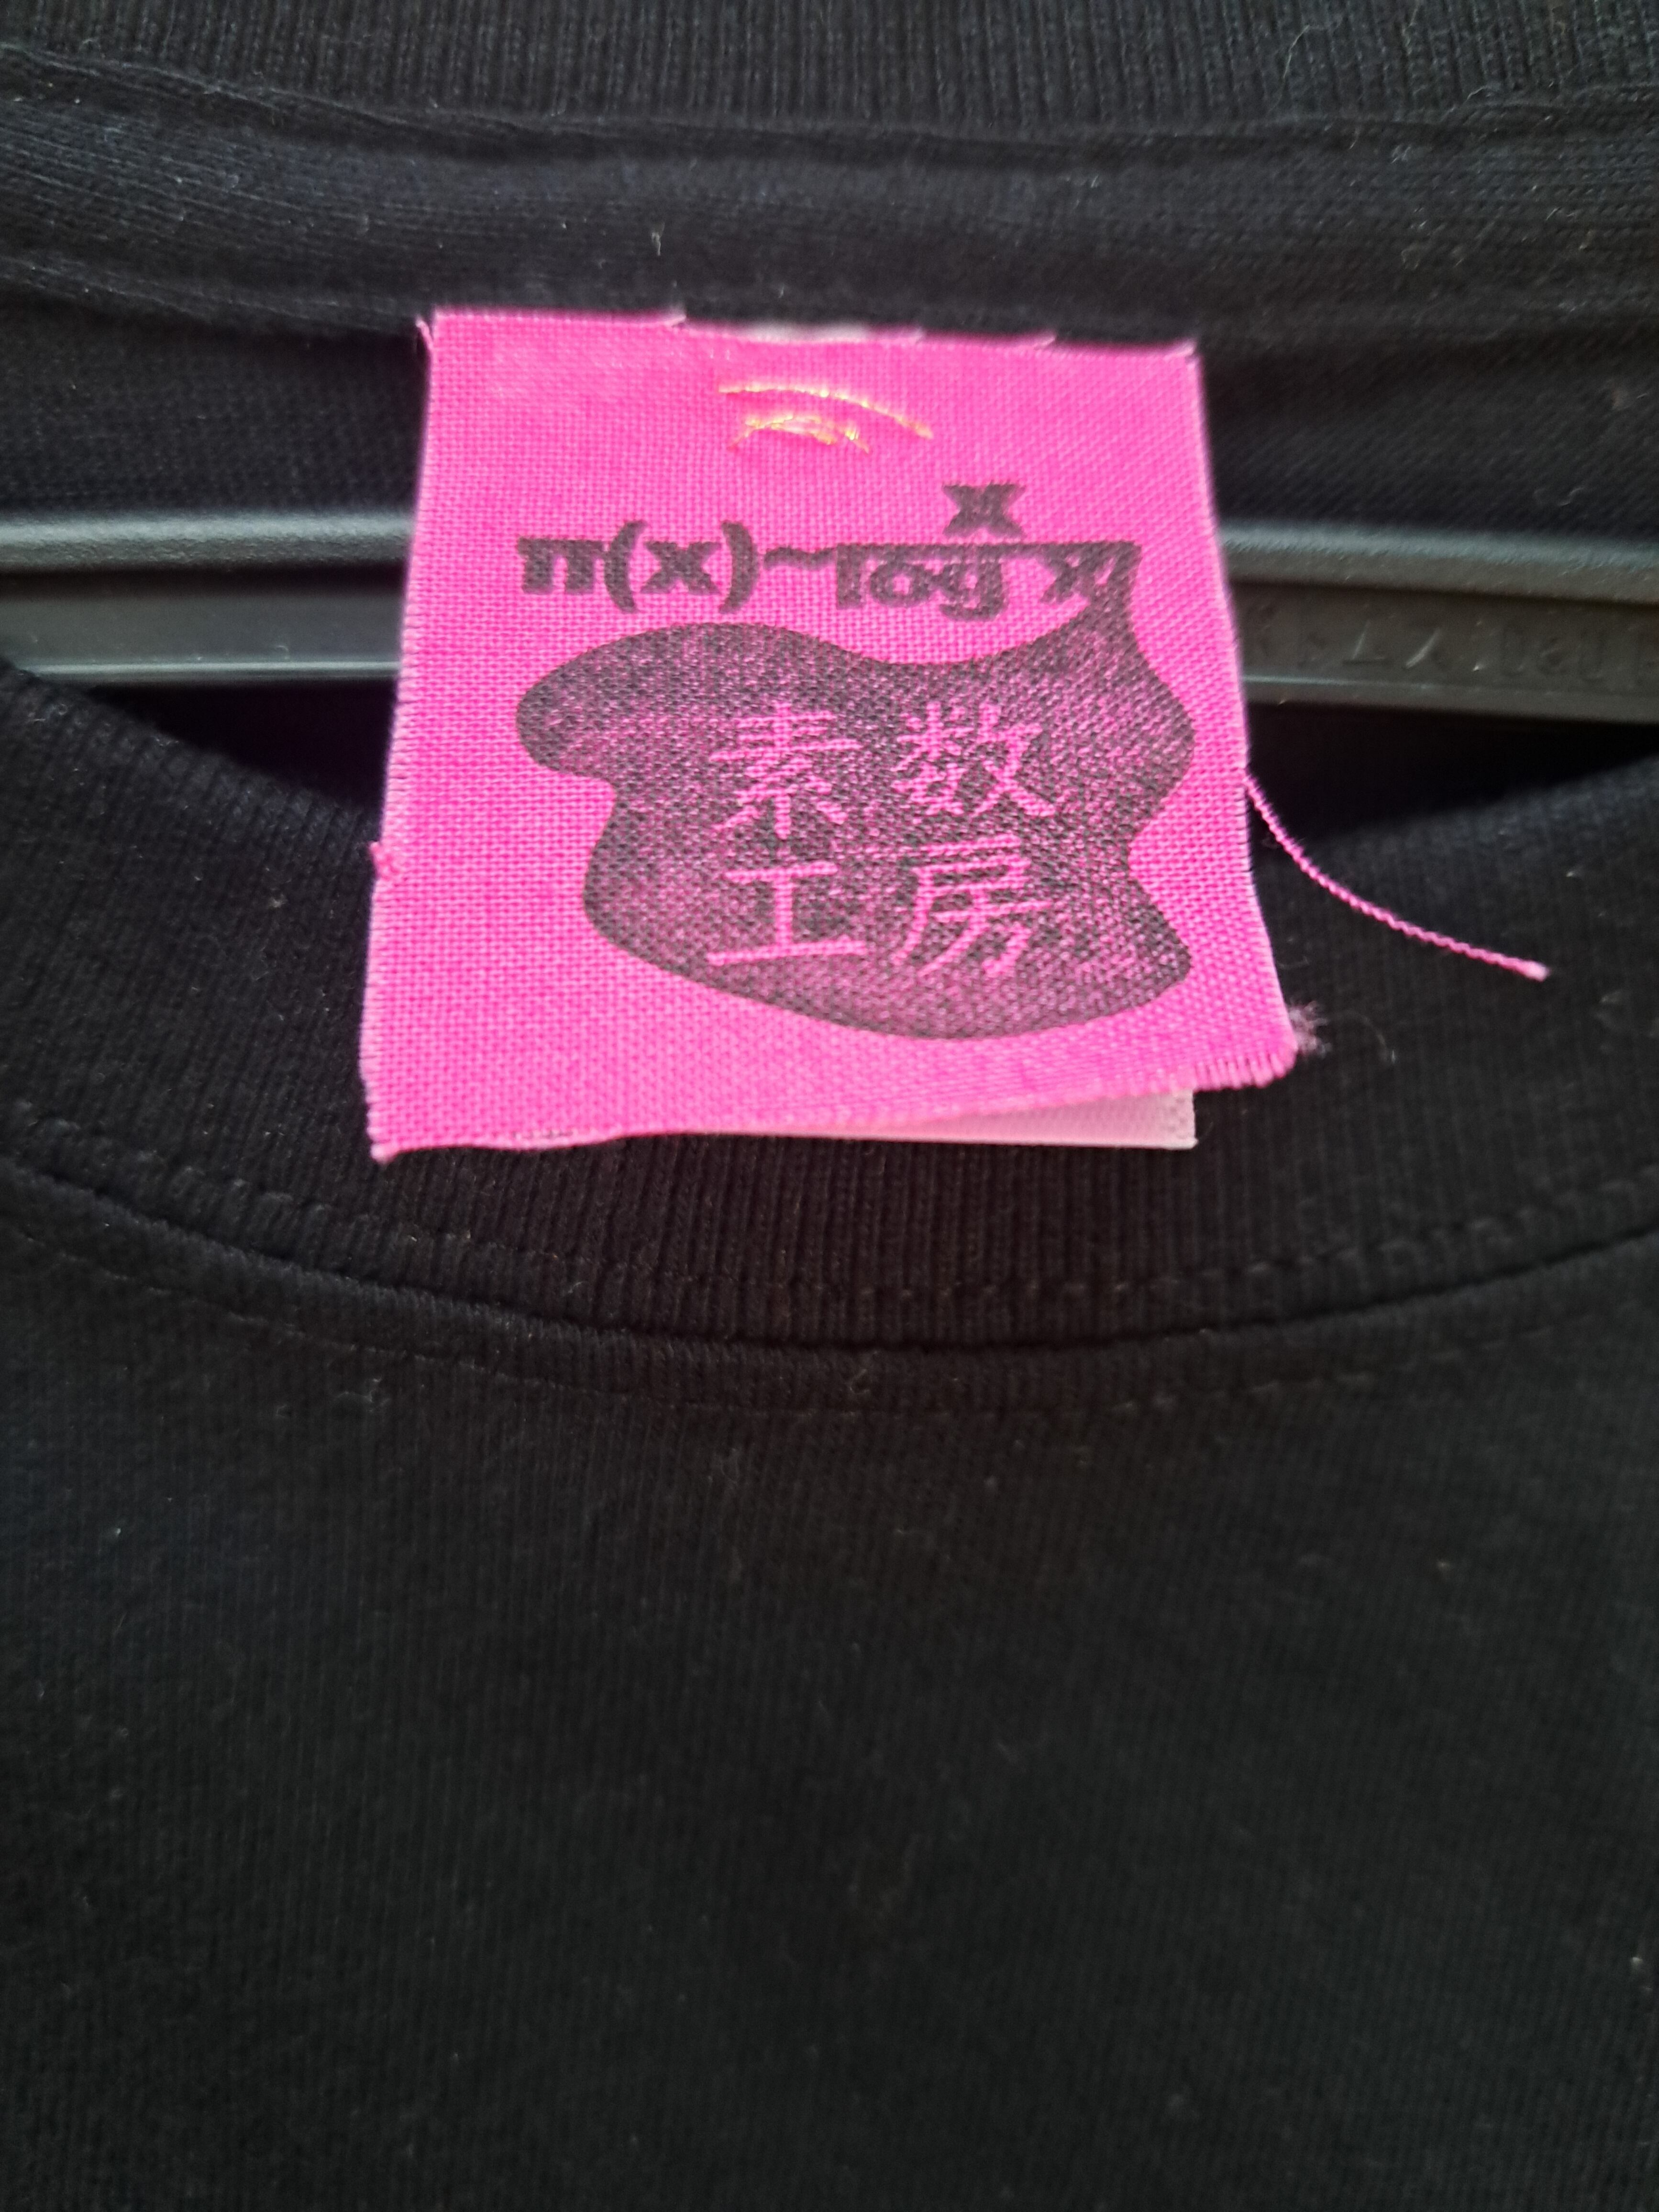 π(x)~x/log x
素数
工房